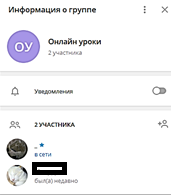 Информация о группе
ОУ
Онлайн уроки
2 участника
Уведомления
2 УЧАСТНИКА
в сети
был(а) недавно